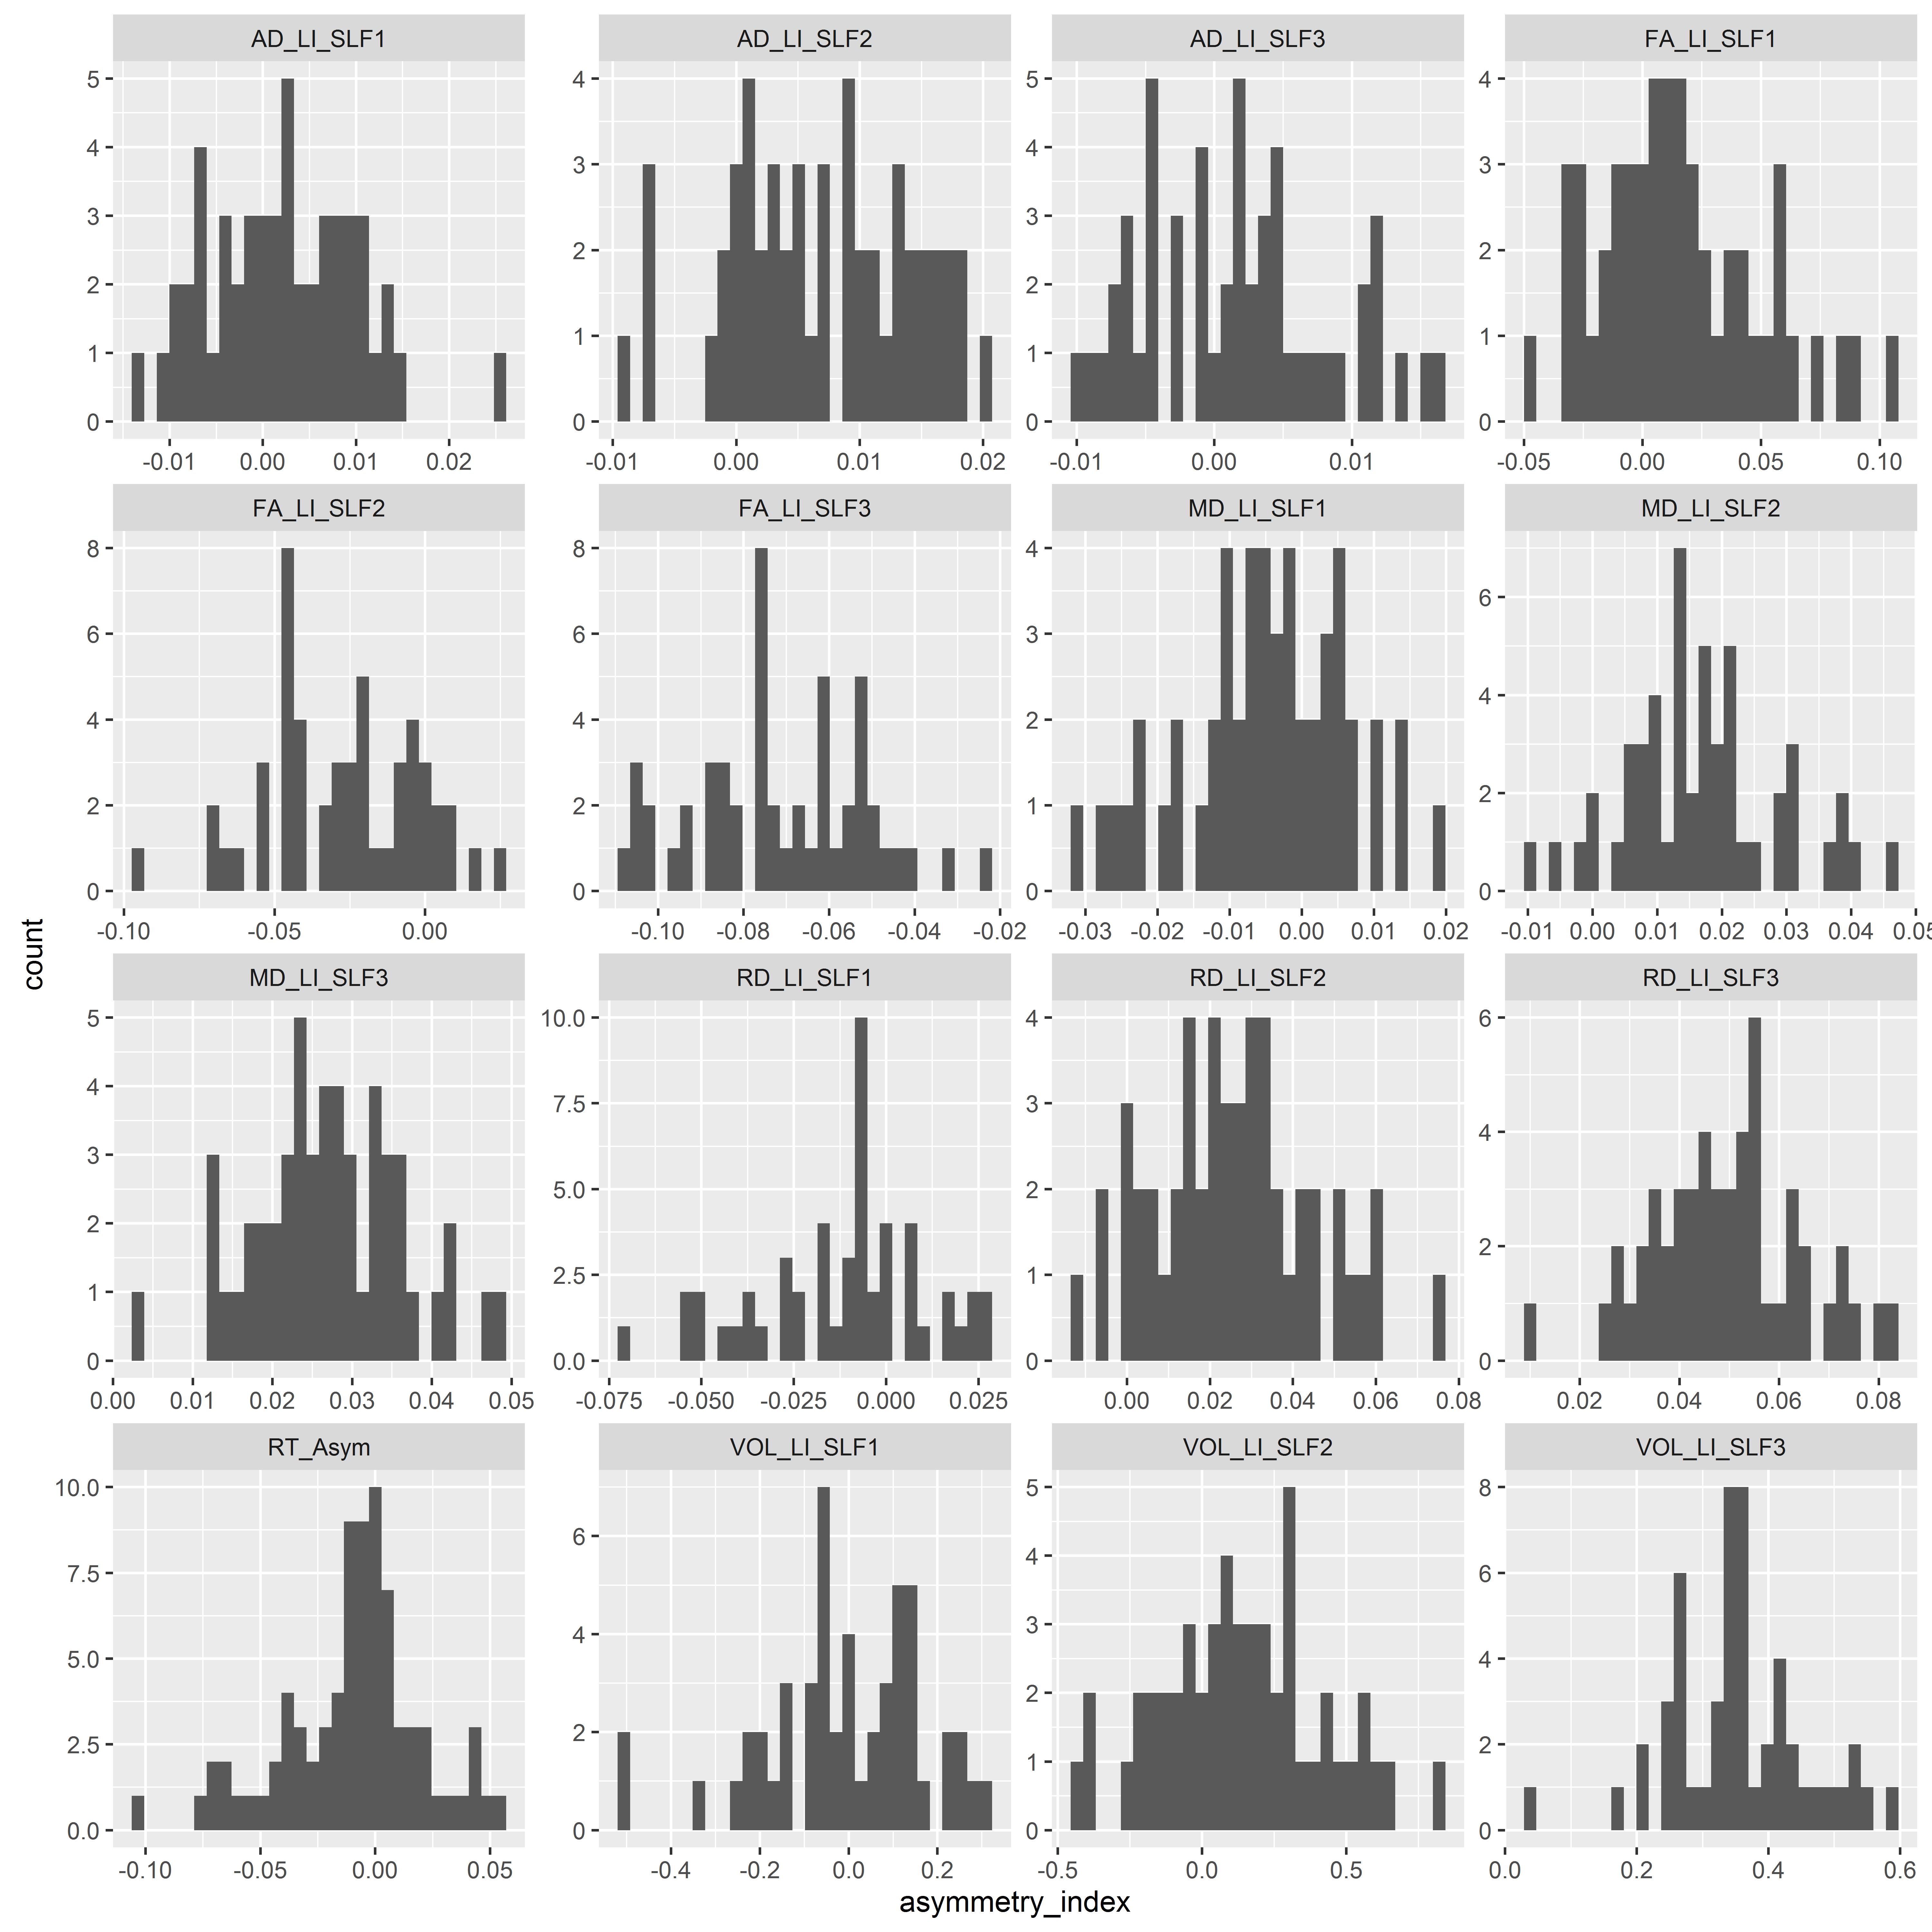 AD_LI_SLF1 AD_LI_SLF2 AD_LI_SLF3 FA_LI_SLF1
5 4 3 2 1 0
4 3 2 1 0
5 4 3 2 1 0
4 3 2 1 0
-0.01 0.00 0.01 0.02
-0.01 0.00 0.01 0.02
-0.01 0.00 0.01
-0.05 0.00 0.05 0.10
FA_LI_SLF2 FA_LI_SLF3 MD_LI_SLF1 MD_LI_SLF2
8 6 4 2 0
8 6 4 2 0
4 3 2 1 0
6 4 2 0
-0.10 -0.05 0.00
-0.10 -0.08 -0.06 -0.04 -0.02
-0.03 -0.02 -0.01 0.00 0.01 0.02
-0.01 0.00 0.01 0.02 0.03 0.04 0.05
count
MD_LI_SLF3 RD_LI_SLF1 RD_LI_SLF2 RD_LI_SLF3
5 4 3 2 1 0
10.0 7.5 5.0 2.5 0.0
4 3 2 1 0
6 4 2 0
0.00 0.01 0.02 0.03 0.04 0.05
-0.075 -0.050 -0.025 0.000 0.025
0.00 0.02 0.04 0.06 0.08
0.02 0.04 0.06 0.08
RT_Asym VOL_LI_SLF1 VOL_LI_SLF2 VOL_LI_SLF3
10.0 7.5 5.0 2.5 0.0
6 4 2 0
5 4 3 2 1 0
8 6 4 2 0
-0.10 -0.05 0.00 0.05
-0.4 -0.2 0.0 0.2
-0.5 0.0 0.5
0.0 0.2 0.4 0.6
asymmetry_index